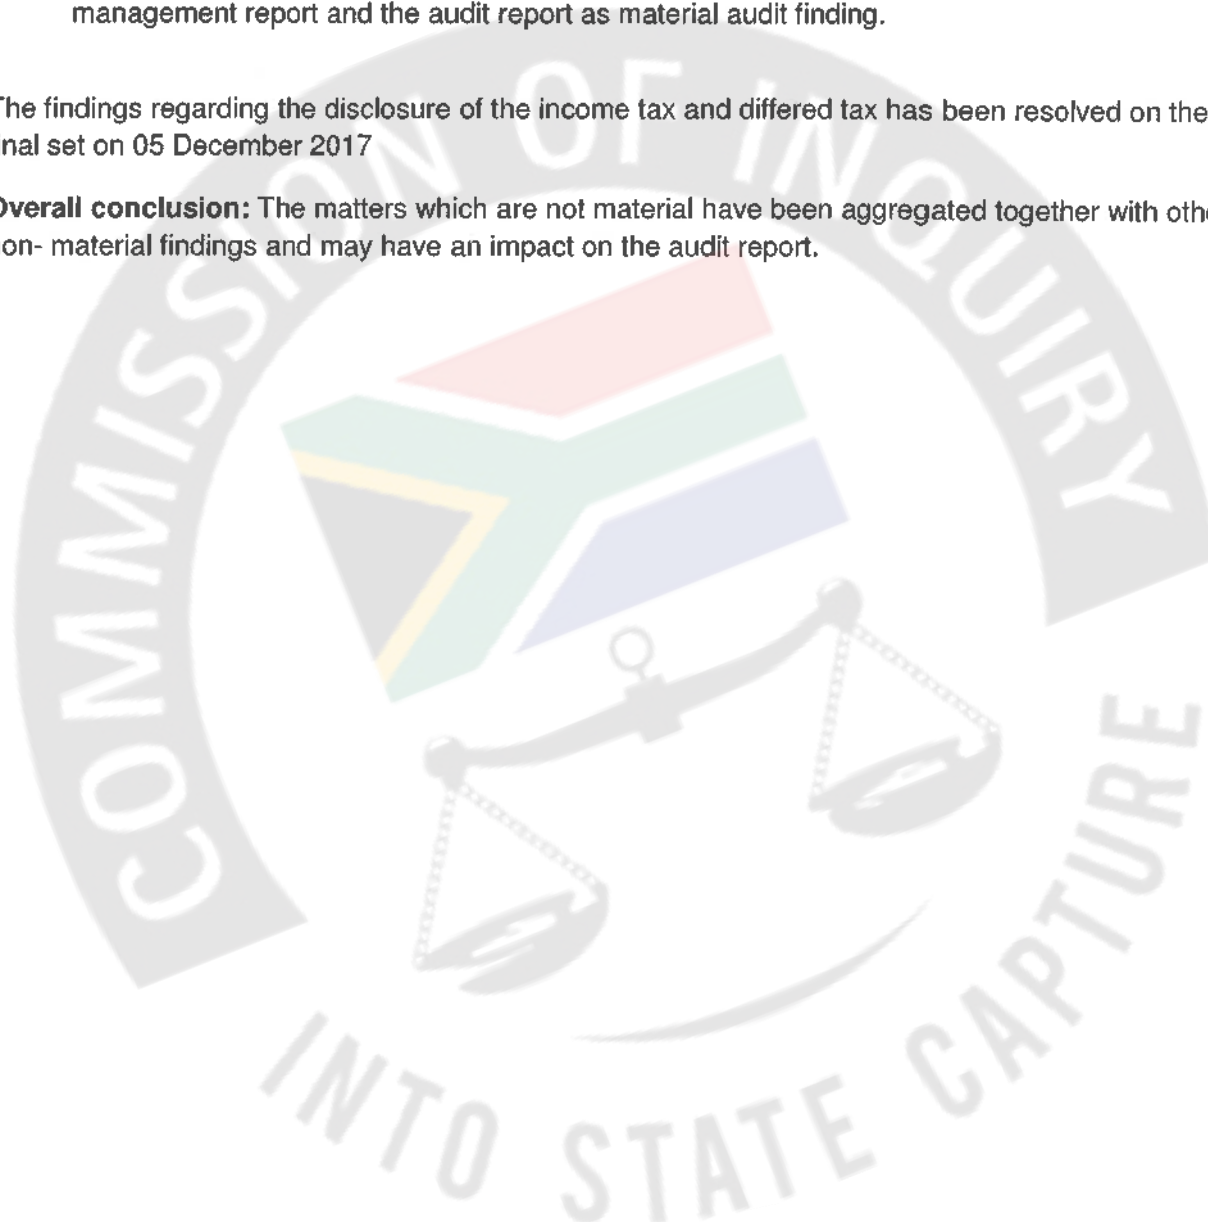 management report and the audit report as material audit finding.
The findings regarding the disclosure of the income tax and differed tax has been resolved on the
inal set on 05 December 2017
Overall conclusion: The matters which are not material have been aggregated together with othe
on- material findings and may have an impact on the audit report.
COMMISSION OF INQUIRY
INTO STATE CAPTURE